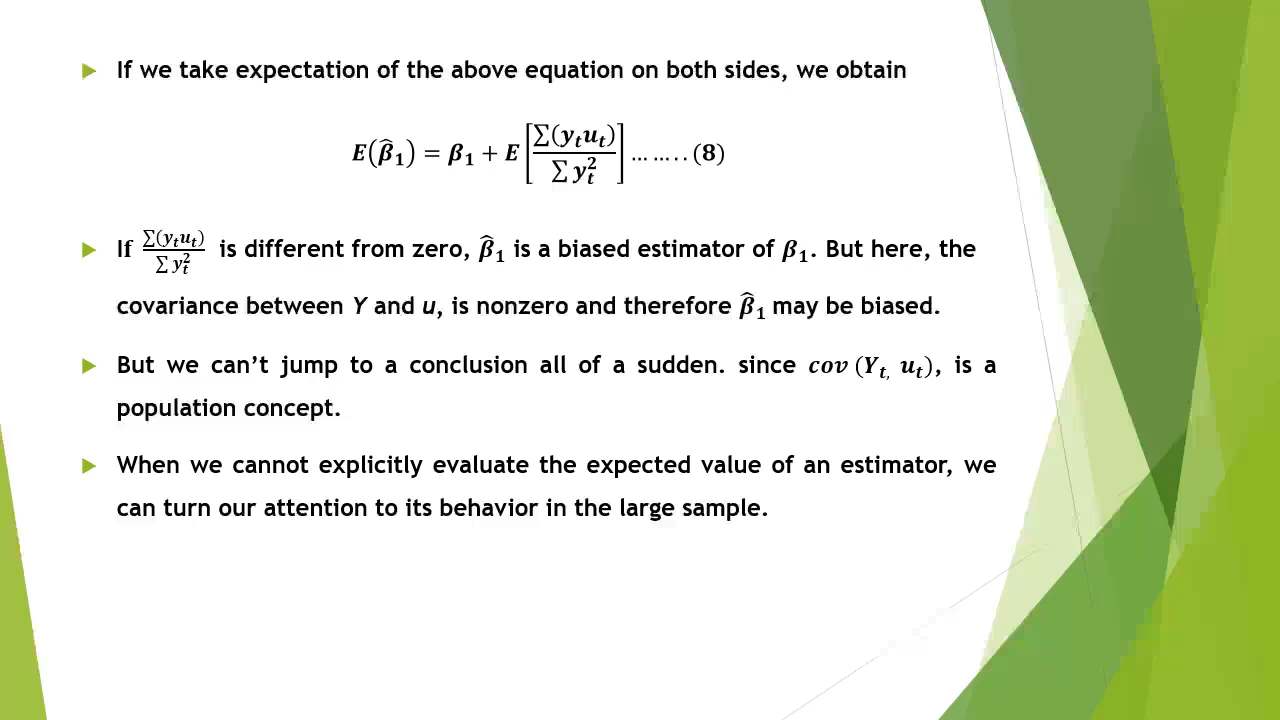 If we take expectation of the above equation on both sides, we obtain
𝑬(𝜷̂₁) = 𝜷₁ + 𝑬[∑(𝒚ₜ𝒖ₜ) / ∑ 𝒚ₜ²] … … . . (𝟖)
If ∑(𝒚ₜ𝒖ₜ) / ∑ 𝒚ₜ² is different from zero, 𝜷̂₁ is a biased estimator of 𝜷₁. But here, the
covariance between Y and u, is nonzero and therefore 𝜷̂₁ may be biased.
But we can’t jump to a conclusion all of a sudden. since 𝒄𝒐𝒗 (𝒀ₜ, 𝒖ₜ), is a
population concept.
When we cannot explicitly evaluate the expected value of an estimator, we
can turn our attention to its behavior in the large sample.